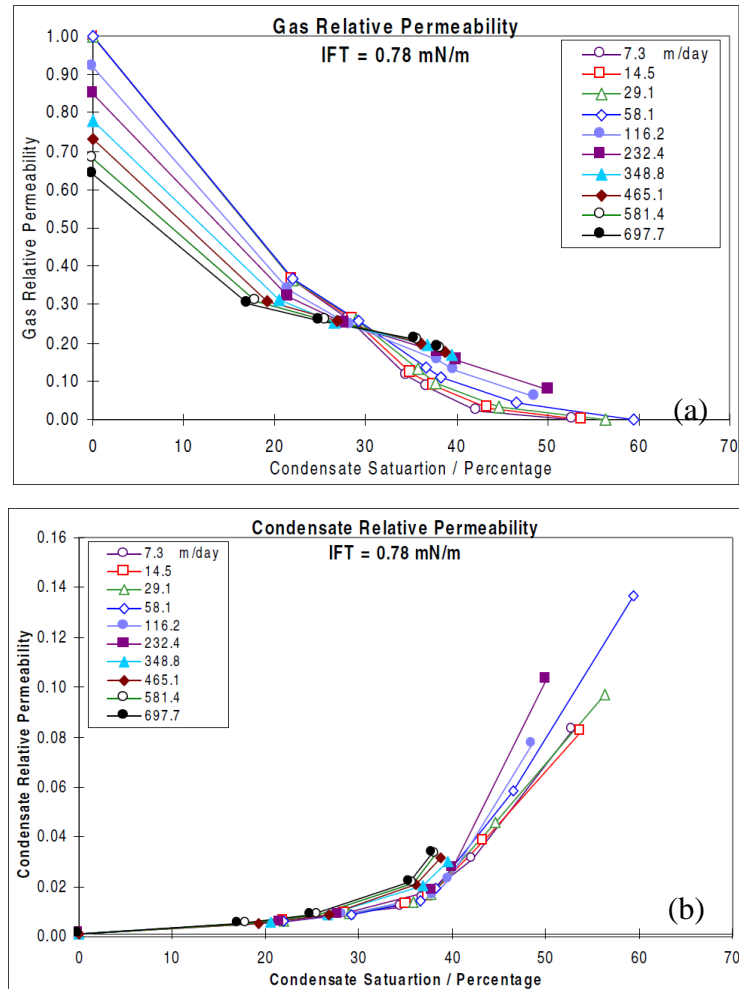 Gas Relative Permeability
IFT = 0.78 mN/m
1.00
0.90
0.80
0.70
0.60
0.50
0.40
0.30
0.20
0.10
0.00
Gas Relative Permeability
7.3 m/day
14.5
29.1
58.1
116.2
232.4
348.8
465.1
581.4
697.7
(a)
0 10 20 30 40 50 60 70
Condensate Satuartion / Percentage
Condensate Relative Permeability
IFT = 0.78 mN/m
0.16
0.14
0.12
0.10
0.08
0.06
0.04
0.02
0.00
Condensate Relative Permeability
7.3 m/day
14.5
29.1
58.1
116.2
232.4
348.8
465.1
581.4
697.7
(b)
0 10 20 30 40 50 60 70
Condensate Satuartion / Percentage